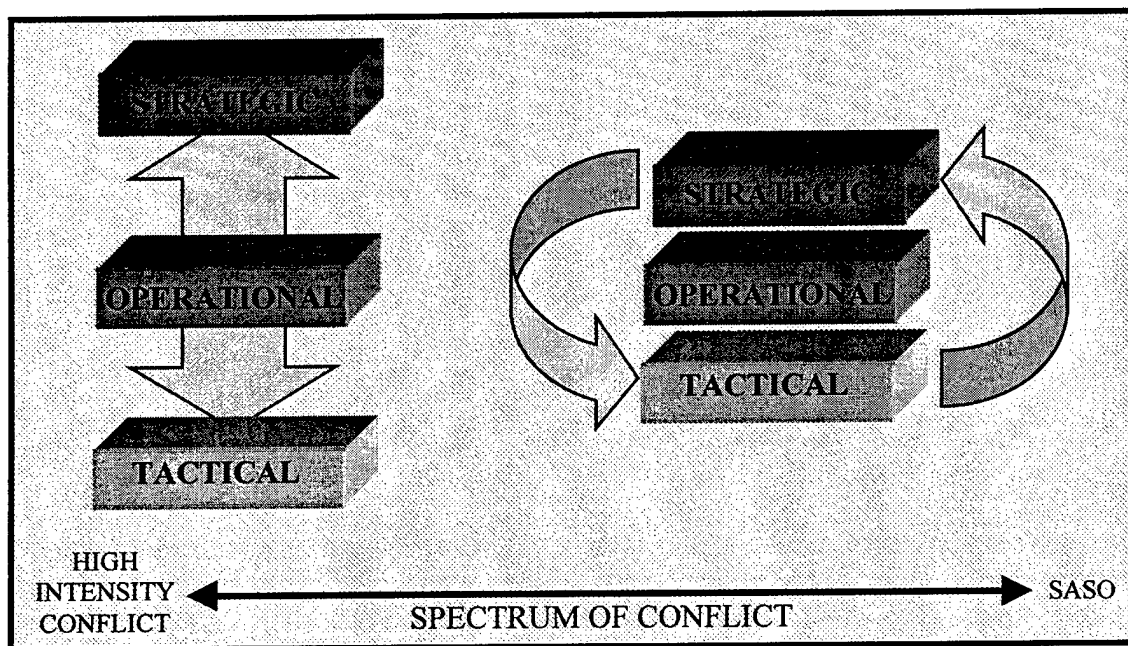 STRATEGIC
OPERATIONAL
TACTICAL
STRATEGIC
OPERATIONAL
TACTICAL
HIGH
INTENSITY
CONFLICT
SPECTRUM OF CONFLICT
SASO